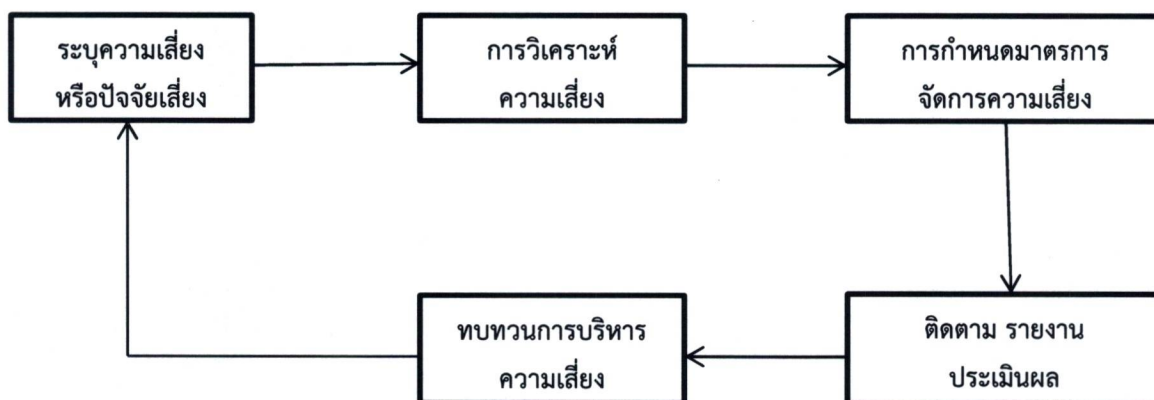 ระบุความเสี่ยง
หรือปัจจัยเสี่ยง
การวิเคราะห์
ความเสี่ยง
การกำหนดมาตรการ
จัดการความเสี่ยง
ติดตาม รายงาน
ประเมินผล
ทบทวนการบริหาร
ความเสี่ยง